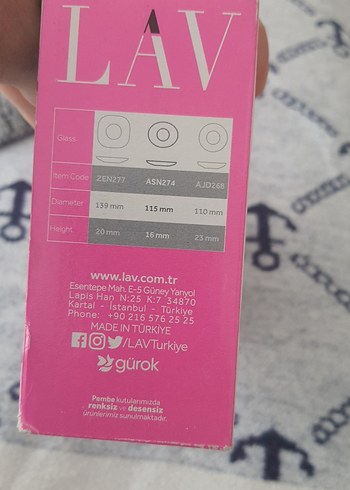 LAV
Glass
Item Code ZEN277 ASN274 AJD268
Diameter 139 mm 115 mm 110 mm
Height 20 mm 16 mm 23 mm
www.lav.com.tr
Esentepe Mah. E-5 Güney Yanyol
Lapis Han N:25 K:7 34870
Kartal - İstanbul - Türkiye
Phone: +90 216 576 25 25
MADE IN TÜRKİYE
/LAVTurkiye
gürok
Pembe kutularımızda
renksiz ve desensiz
ürünlerimiz sunulmaktadır.